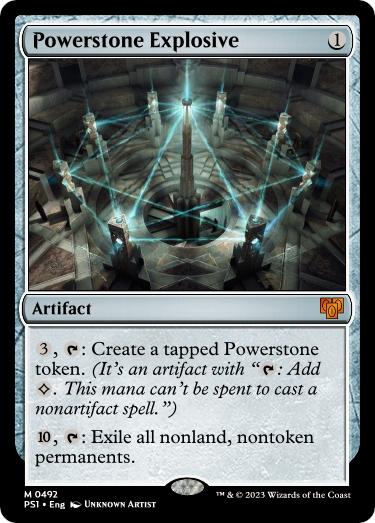 Powerstone Explosive 1
Artifact
3, T: Create a tapped Powerstone
token. (It's an artifact with “T: Add
C. This mana can't be spent to cast a
nonartifact spell.”)
10, T: Exile all nonland, nontoken
permanents.
M 0492
PS1 • Eng Unknown Artist
™ & © 2023 Wizards of the Coast